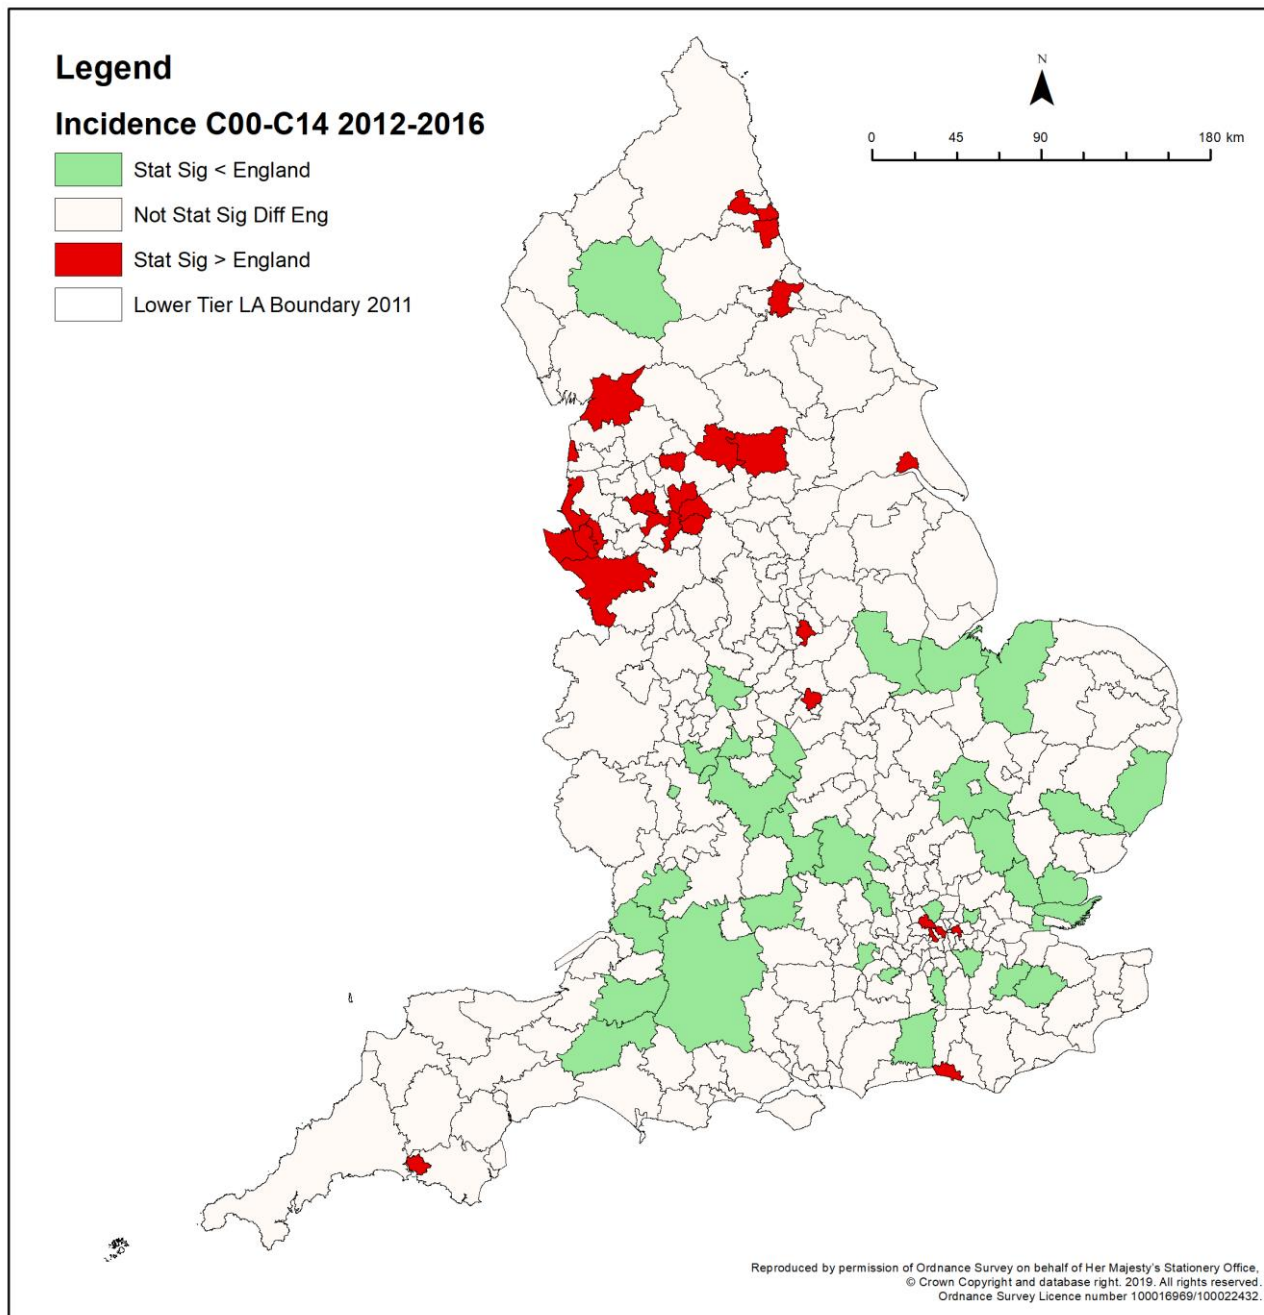 Legend
Incidence C00-C14 2012-2016
Stat Sig < England
Not Stat Sig Diff Eng
Stat Sig > England
Lower Tier LA Boundary 2011
N
0 45 90 180 km
Reproduced by permission of Ordnance Survey on behalf of Her Majesty's Stationery Office,
© Crown Copyright and database right. 2019. All rights reserved.
Ordnance Survey Licence number 100016969/100022432.